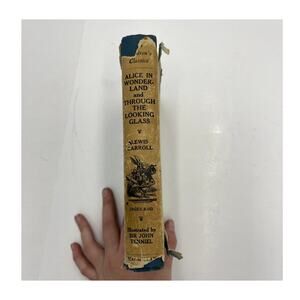 Classics
ALICE IN
WONDER-
LAND
and
THROUGH
THE
LOOKING
GLASS
LEWIS
CARROLL
Illustrated by
SIR JOHN
TENNIEL